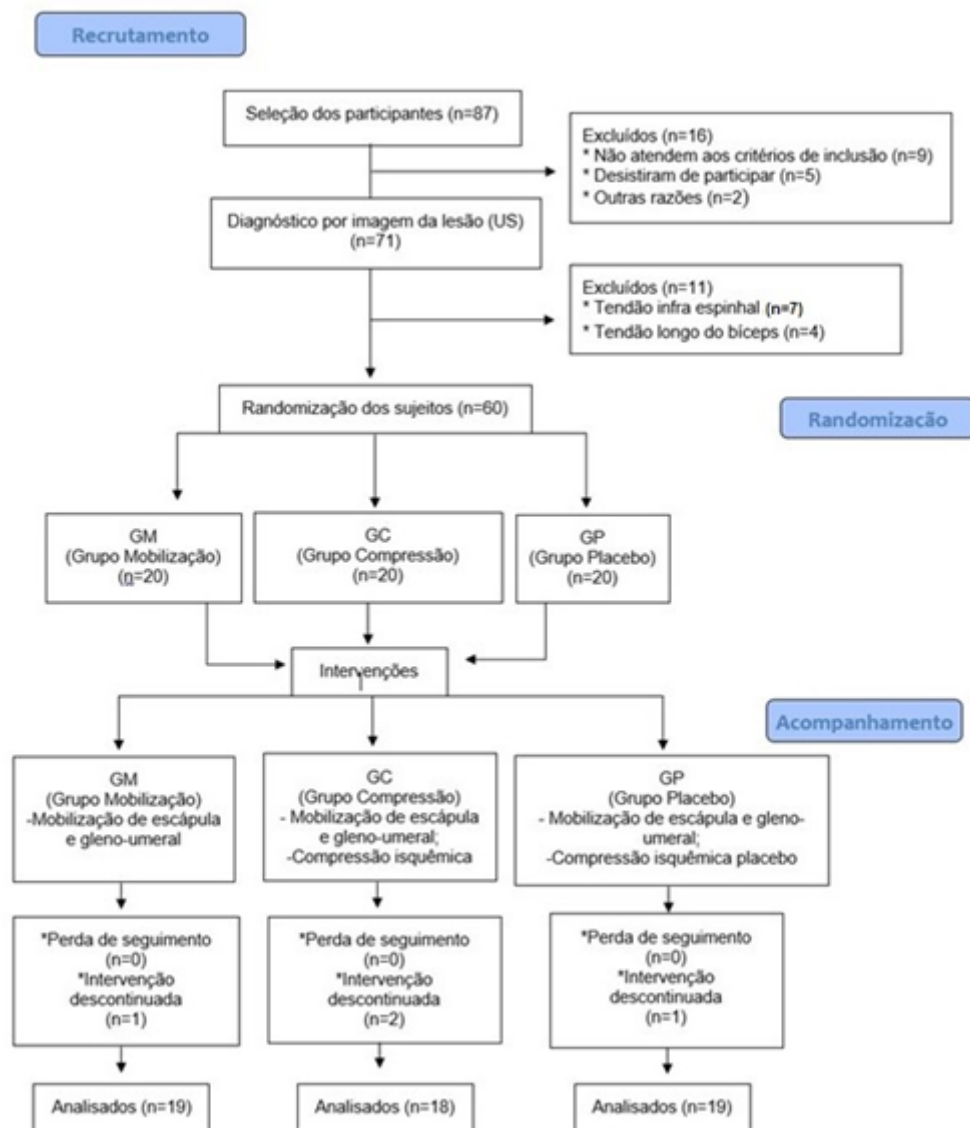 Recrutamento
Seleção dos participantes (n=87)
Excluídos (n=16)
* Não atendem aos critérios de inclusão (n=9)
* Desistiram de participar (n=5)
* Outras razões (n=2)
Diagnóstico por imagem da lesão (US)
(n=71)
Excluídos (n=11)
* Tendão infra espinhal (n=7)
* Tendão longo do bíceps (n=4)
Randomização dos sujeitos (n=60)
Randomização
GM
(Grupo Mobilização)
(n=20)
GC
(Grupo Compressão)
(n=20)
GP
(Grupo Placebo)
(n=20)
Intervenções
Acompanhamento
GM
(Grupo Mobilização)
-Mobilização de escápula
e gleno-umeral
GC
(Grupo Compressão)
- Mobilização de escápula
e gleno-umeral;
-Compressão isquêmica
GP
(Grupo Placebo)
- Mobilização de escápula e gleno-
umeral;
-Compressão isquêmica placebo
*Perda de seguimento
(n=0)
*Intervenção
descontinuada
(n=1)
*Perda de seguimento
(n=0)
*Intervenção
descontinuada
(n=2)
*Perda de seguimento
(n=0)
*Intervenção
descontinuada
(n=1)
Analisados (n=19)
Analisados (n=18)
Analisados (n=19)